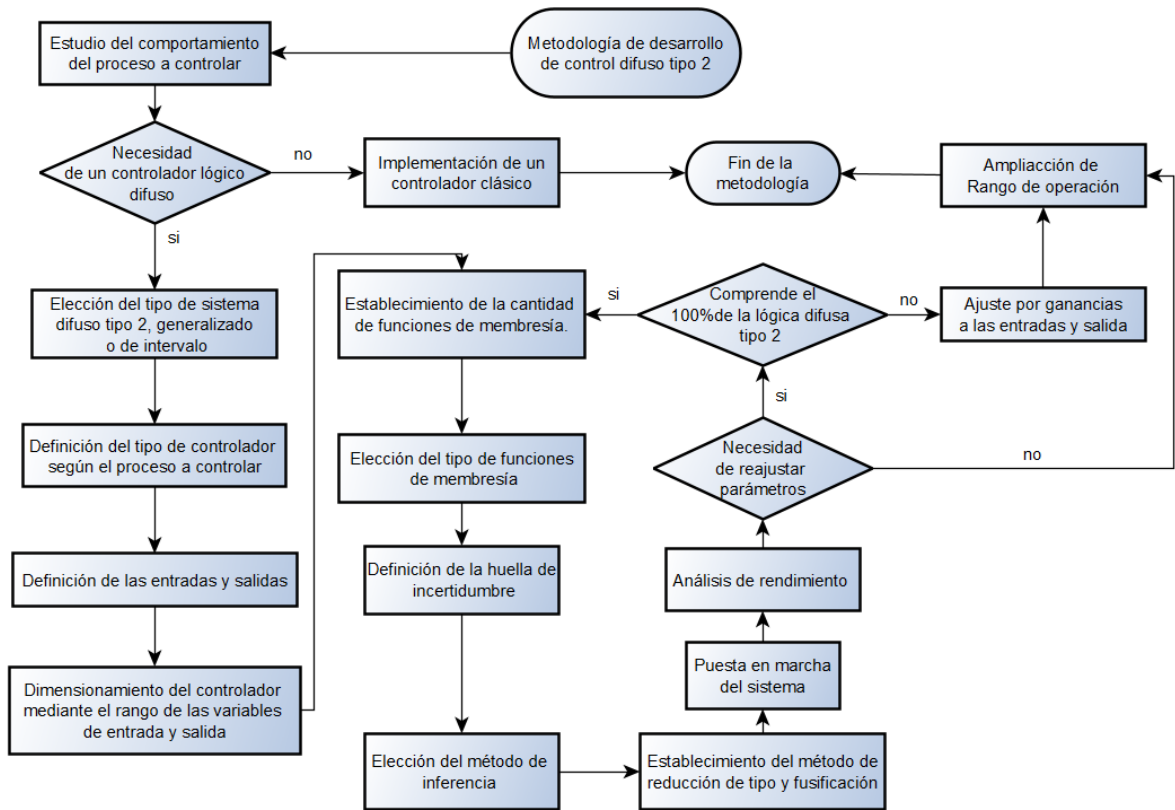 Metodología de desarrollo
de control difuso tipo 2
Estudio del comportamiento
del proceso a controlar
Necesidad
de un controlador lógico
difuso
no
Implementación de un
controlador clásico
Fin de la
metodología
Ampliacción de
Rango de operación
si
Elección del tipo de sistema
difuso tipo 2, generalizado
o de intervalo
Definición del tipo de controlador
según el proceso a controlar
Definición de las entradas y salidas
Dimensionamiento del controlador
mediante el rango de las variables
de entrada y salida
Establecimiento de la cantidad
de funciones de membresía.
Elección del tipo de funciones
de membresía
Definición de la huella de
incertidumbre
Elección del método de
inferencia
Establecimiento del método de
reducción de tipo y fusificación
Puesta en marcha
del sistema
Análisis de rendimiento
Necesidad
de reajustar
parámetros
no
si
Comprende el
100%de la lógica difusa
tipo 2
si
no
Ajuste por ganancias
a las entradas y salida